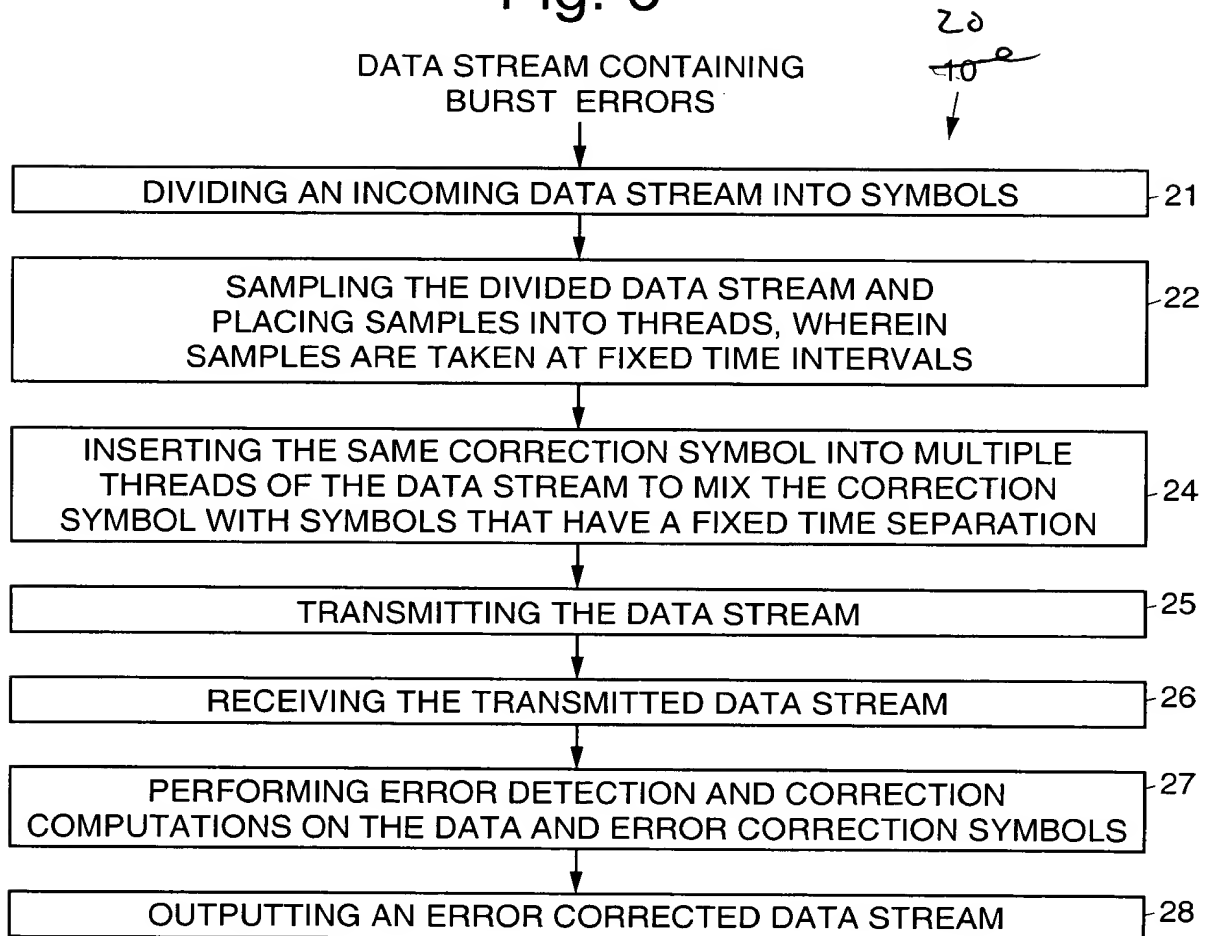 20
10
DATA STREAM CONTAINING
BURST ERRORS
DIVIDING AN INCOMING DATA STREAM INTO SYMBOLS
21
SAMPLING THE DIVIDED DATA STREAM AND
PLACING SAMPLES INTO THREADS, WHEREIN
SAMPLES ARE TAKEN AT FIXED TIME INTERVALS
22
INSERTING THE SAME CORRECTION SYMBOL INTO MULTIPLE
THREADS OF THE DATA STREAM TO MIX THE CORRECTION
SYMBOL WITH SYMBOLS THAT HAVE A FIXED TIME SEPARATION
24
TRANSMITTING THE DATA STREAM
25
RECEIVING THE TRANSMITTED DATA STREAM
26
PERFORMING ERROR DETECTION AND CORRECTION
COMPUTATIONS ON THE DATA AND ERROR CORRECTION SYMBOLS
27
OUTPUTTING AN ERROR CORRECTED DATA STREAM
28